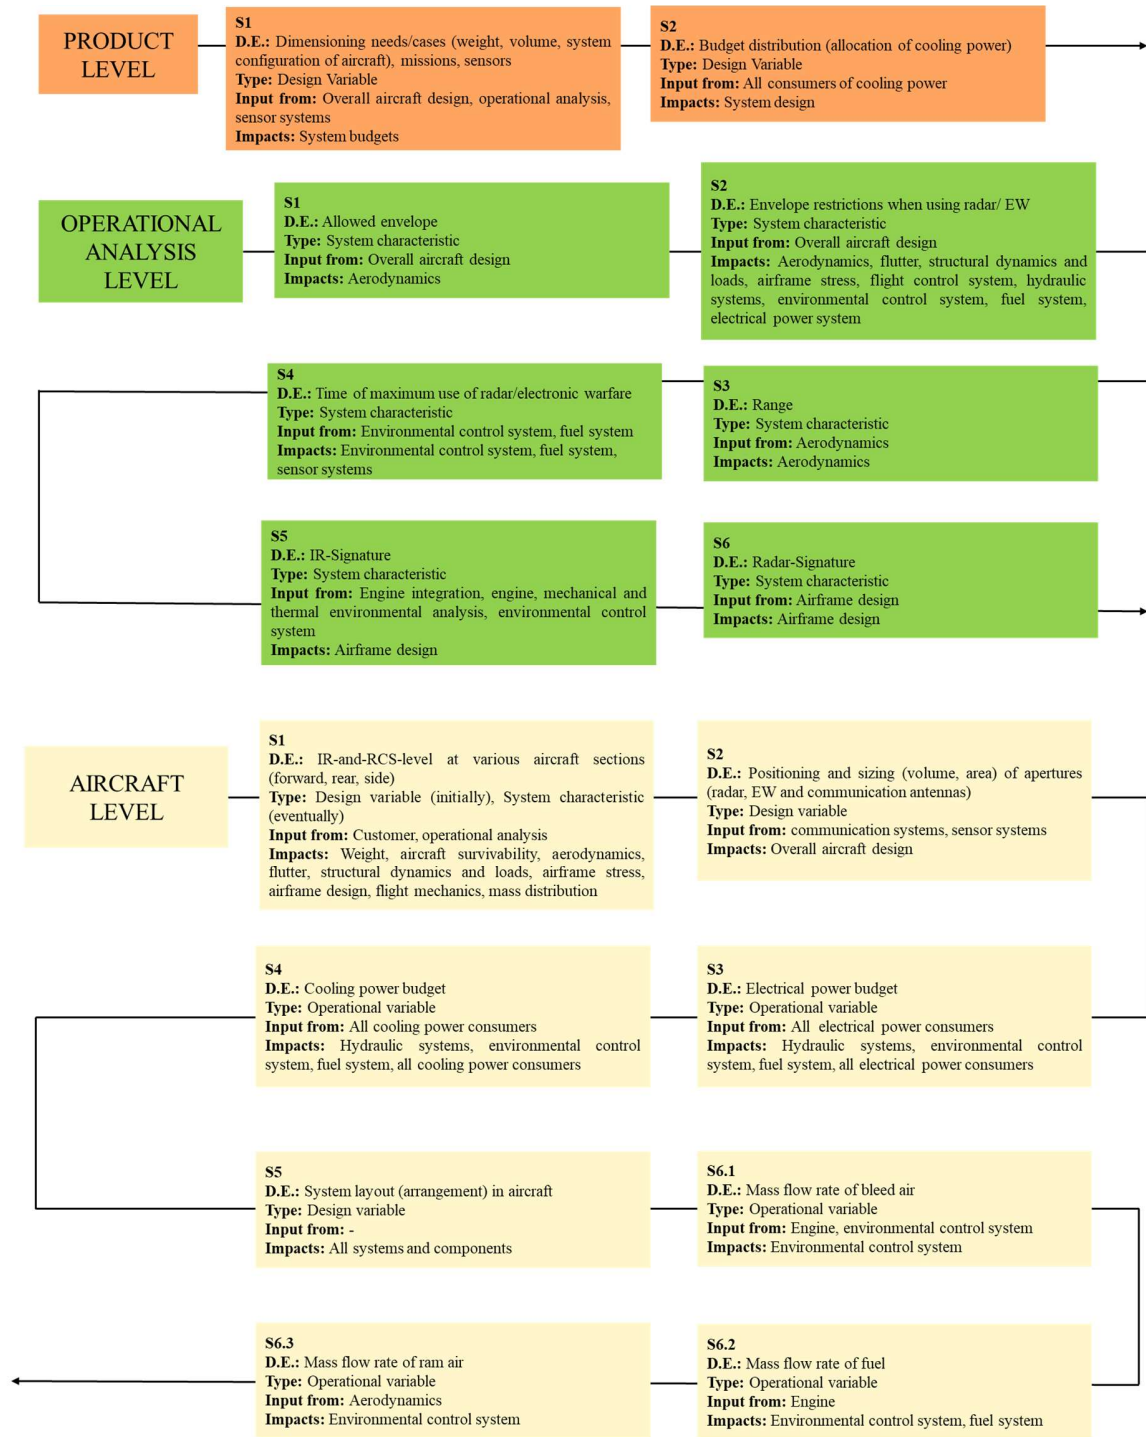 PRODUCT
LEVEL
S1
D.E.: Dimensioning needs/cases (weight, volume, system
configuration of aircraft), missions, sensors
Type: Design Variable
Input from: Overall aircraft design, operational analysis,
sensor systems
Impacts: System budgets
S2
D.E.: Budget distribution (allocation of cooling power)
Type: Design Variable
Input from: All consumers of cooling power
Impacts: System design
OPERATIONAL
ANALYSIS
LEVEL
S1
D.E.: Allowed envelope
Type: System characteristic
Input from: Overall aircraft design
Impacts: Aerodynamics
S2
D.E.: Envelope restrictions when using radar/ EW
Type: System characteristic
Input from: Overall aircraft design
Impacts: Aerodynamics, flutter, structural dynamics and
loads, airframe stress, flight control system, hydraulic
systems, environmental control system, fuel system,
electrical power system
S4
D.E.: Time of maximum use of radar/electronic warfare
Type: System characteristic
Input from: Environmental control system, fuel system
Impacts: Environmental control system, fuel system,
sensor systems
S3
D.E.: Range
Type: System characteristic
Input from: Aerodynamics
Impacts: Aerodynamics
S5
D.E.: IR-Signature
Type: System characteristic
Input from: Engine integration, engine, mechanical and
thermal environmental analysis, environmental control
system
Impacts: Airframe design
S6
D.E.: Radar-Signature
Type: System characteristic
Input from: Airframe design
Impacts: Airframe design
AIRCRAFT
LEVEL
S1
D.E.: IR-and-RCS-level at various aircraft sections
(forward, rear, side)
Type: Design variable (initially), System characteristic
(eventually)
Input from: Customer, operational analysis
Impacts: Weight, aircraft survivability, aerodynamics,
flutter, structural dynamics and loads, airframe stress,
airframe design, flight mechanics, mass distribution
S2
D.E.: Positioning and sizing (volume, area) of apertures
(radar, EW and communication antennas)
Type: Design variable
Input from: communication systems, sensor systems
Impacts: Overall aircraft design
S4
D.E.: Cooling power budget
Type: Operational variable
Input from: All cooling power consumers
Impacts: Hydraulic systems, environmental control
system, fuel system, all cooling power consumers
S3
D.E.: Electrical power budget
Type: Operational variable
Input from: All electrical power consumers
Impacts: Hydraulic systems, environmental control
system, fuel system, all electrical power consumers
S5
D.E.: System layout (arrangement) in aircraft
Type: Design variable
Input from: -
Impacts: All systems and components
S6.1
D.E.: Mass flow rate of bleed air
Type: Operational variable
Input from: Engine, environmental control system
Impacts: Environmental control system
S6.3
D.E.: Mass flow rate of ram air
Type: Operational variable
Input from: Aerodynamics
Impacts: Environmental control system
S6.2
D.E.: Mass flow rate of fuel
Type: Operational variable
Input from: Engine
Impacts: Environmental control system, fuel system